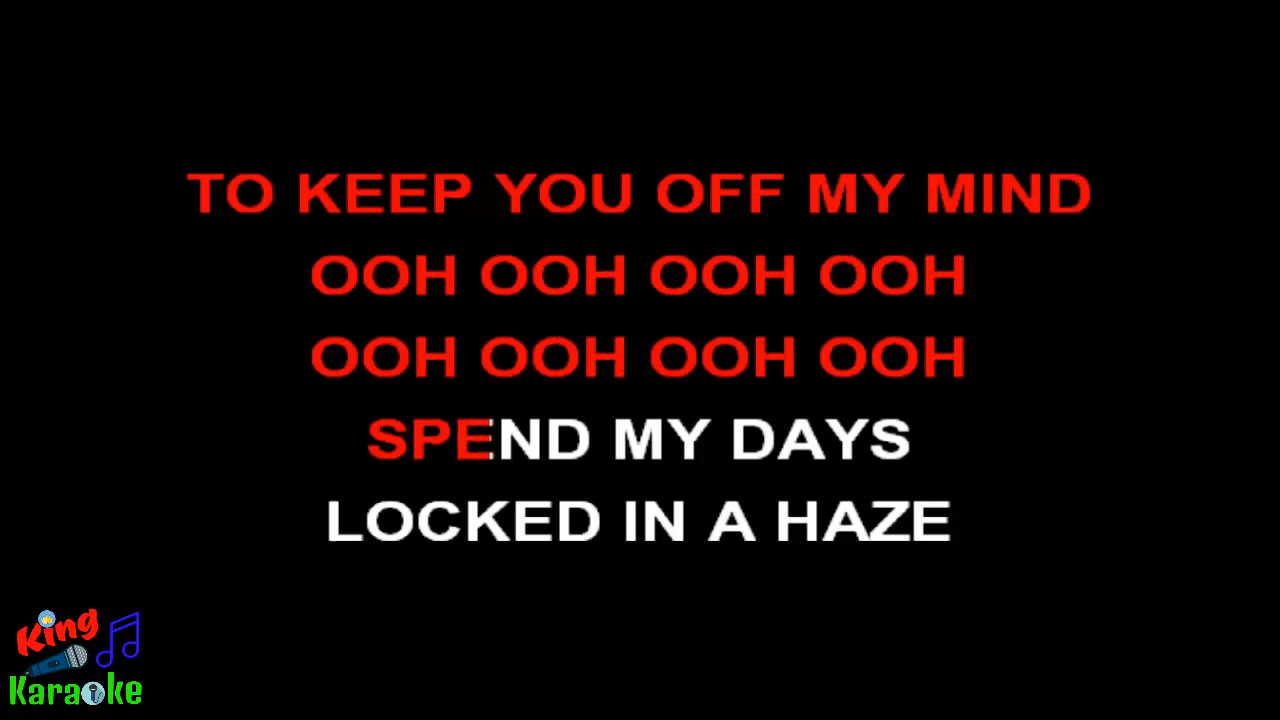 TO KEEP YOU OFF MY MIND
OOH OOH OOH OOH
OOH OOH OOH OOH
SPEND MY DAYS
LOCKED IN A HAZE
King
Karaoke